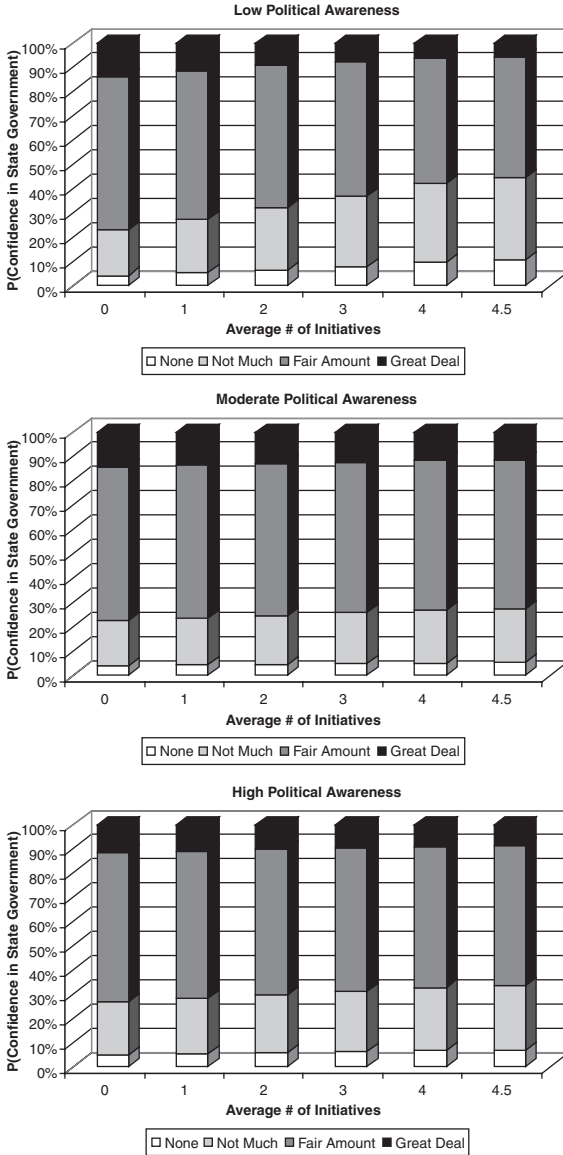 Low Political Awareness
P(Confidence in State Government)
100%
90%
80%
70%
60%
50%
40%
30%
20%
10%
0%
0 1 2 3 4 4.5
Average # of Initiatives
None Not Much Fair Amount Great Deal
Moderate Political Awareness
P(Confidence in State Government)
100%
90%
80%
70%
60%
50%
40%
30%
20%
10%
0%
0 1 2 3 4 4.5
Average # of Initiatives
None Not Much Fair Amount Great Deal
High Political Awareness
P(Confidence in State Government)
100%
90%
80%
70%
60%
50%
40%
30%
20%
10%
0%
0 1 2 3 4 4.5
Average # of Initiatives
None Not Much Fair Amount Great Deal